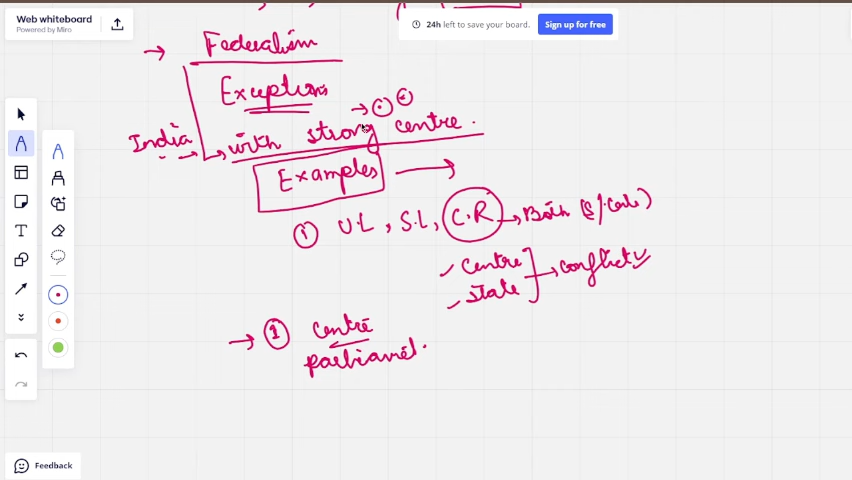 Web whiteboard
Powered by Miro
24h left to save your board.
Sign up for free
→ Federalism
Exceptions
India → with strong centre.
Examples →
① U.L, S.L, C.R → Both
✓ Centre
✓ State → conflict ✓
→ ① Centre
Feedback